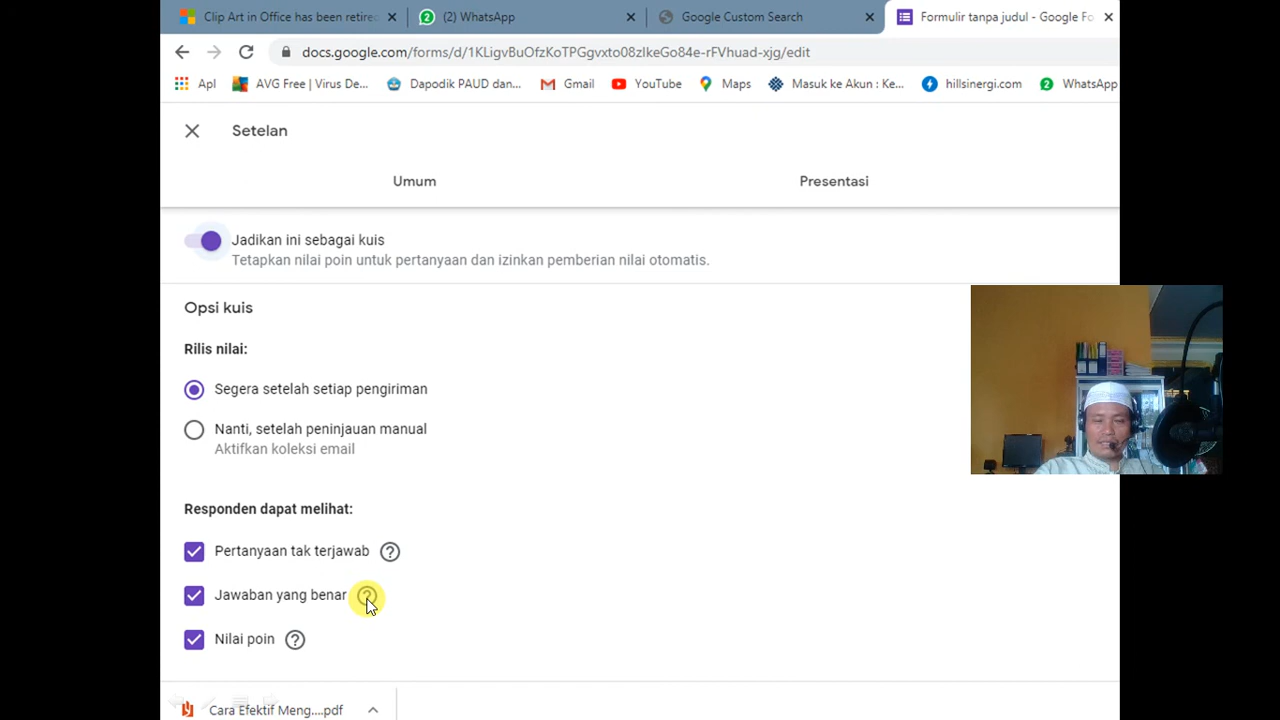 Clip Art in Office has been retired
2
(2) WhatsApp
Google Custom Search
Formulir tanpa judul - Google Fo
docs.google.com/forms/d/1KLigvBuOfzKoTPGgvxto08zIkeGo84e-rFVhuad-xjg/edit
Apl
AVG Free | Virus De...
Dapodik PAUD dan...
Gmail
YouTube
Maps
Masuk ke Akun : Ke...
hillsinergi.com
2
WhatsApp
Setelan
Umum
Presentasi
Jadikan ini sebagai kuis
Tetapkan nilai poin untuk pertanyaan dan izinkan pemberian nilai otomatis.
Opsi kuis
Rilis nilai:
Segera setelah setiap pengiriman
Nanti, setelah peninjauan manual
Aktifkan koleksi email
Responden dapat melihat:
Pertanyaan tak terjawab
Jawaban yang benar
Nilai poin
Cara Efektif Meng....pdf